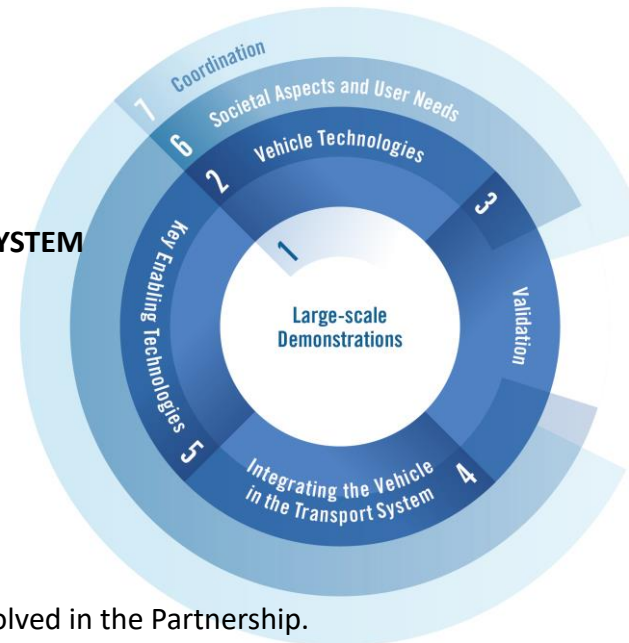 7 Coordination
6 Societal Aspects and User Needs
2 Vehicle Technologies
3
Validation
YSTEM
1
Large-scale
Demonstrations
Key Enabling Technologies
5
Integrating the Vehicle
in the Transport System
4
olved in the Partnership.